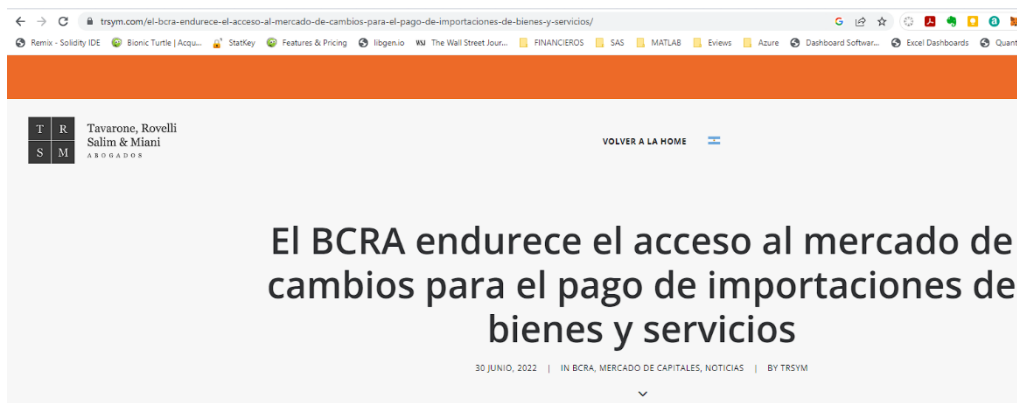 trsym.com/el-bcra-endurece-el-acceso-al-mercado-de-cambios-para-el-pago-de-importaciones-de-bienes-y-servicios/
Remix - Solidity IDE Bionic Turtle | Acqu... StatKey Features & Pricing libgen.io WSJ The Wall Street Jour... FINANCIEROS SAS MATLAB Eviews Azure Dashboard Softwar... Excel Dashboards Quant
T R
S M
Tavarone, Rovelli
Salim & Miani
ABOGADOS
VOLVER A LA HOME
El BCRA endurece el acceso al mercado de
cambios para el pago de importaciones de
bienes y servicios
30 JUNIO, 2022 | IN BCRA, MERCADO DE CAPITALES, NOTICIAS | BY TRSYM